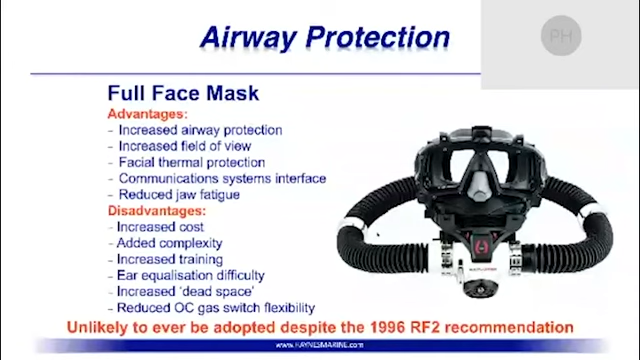 Airway Protection
PH
Full Face Mask
Advantages:
- Increased airway protection
- Increased field of view
- Facial thermal protection
- Communications systems interface
- Reduced jaw fatigue
Disadvantages:
- Increased cost
- Added complexity
- Increased training
- Ear equalisation difficulty
- Increased 'dead space'
- Reduced OC gas switch flexibility
Unlikely to ever be adopted despite the 1996 RF2 recommendation
www.HAYNESMARINE.com